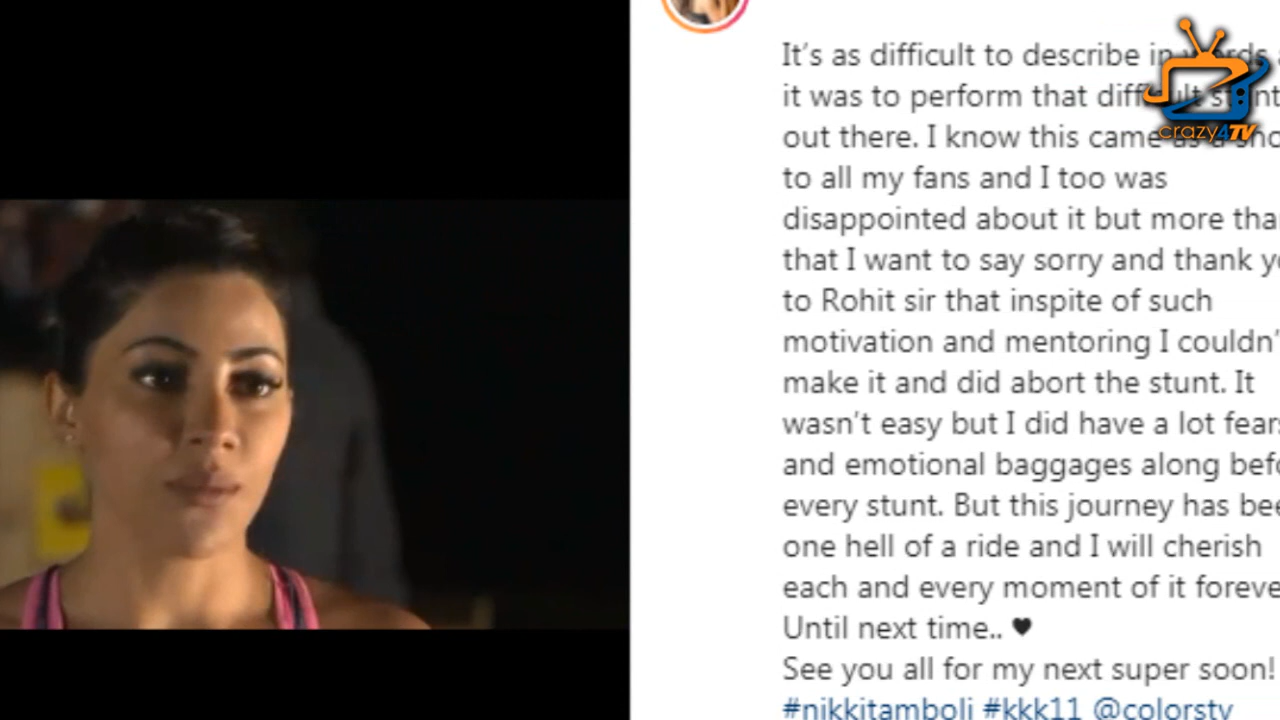 It's as difficult to describe in words
it was to perform that difficult
out there. I know this came as a
to all my fans and I too was
disappointed about it but more
that I want to say sorry and thank
to Rohit sir that inspite of such
motivation and mentoring I couldn'
make it and did abort the stunt. It
wasn't easy but I did have a lot fears
and emotional baggages along
every stunt. But this journey has
one hell of a ride and I will cherish
each and every moment of it
Until next time.. ♥
See you all for my next super soon!
#nikkitamboli #kkk11 @colorstv
crazy4TV